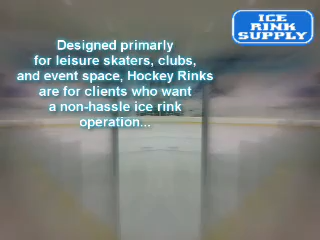 ICE
RINK
SUPPLY
Designed primarly
for leisure skaters, clubs,
and event space, Hockey Rinks
are for clients who want
a non-hassle ice rink
operation...